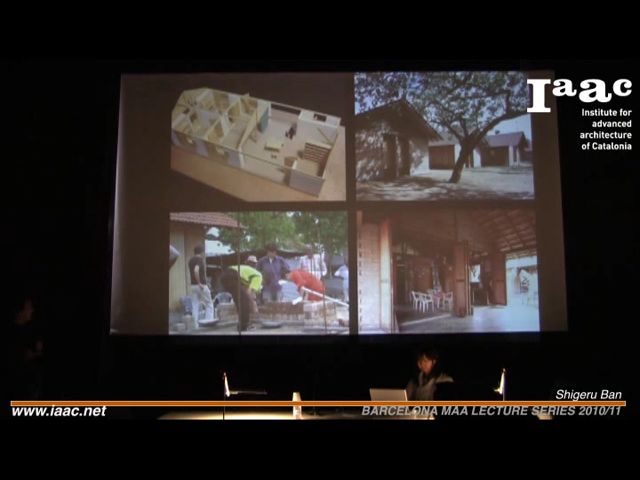 Iaac
Institute for
advanced
architecture
of Catalonia
Shigeru Ban
www.iaac.net
BARCELONA MAA LECTURE SERIES 2010/11